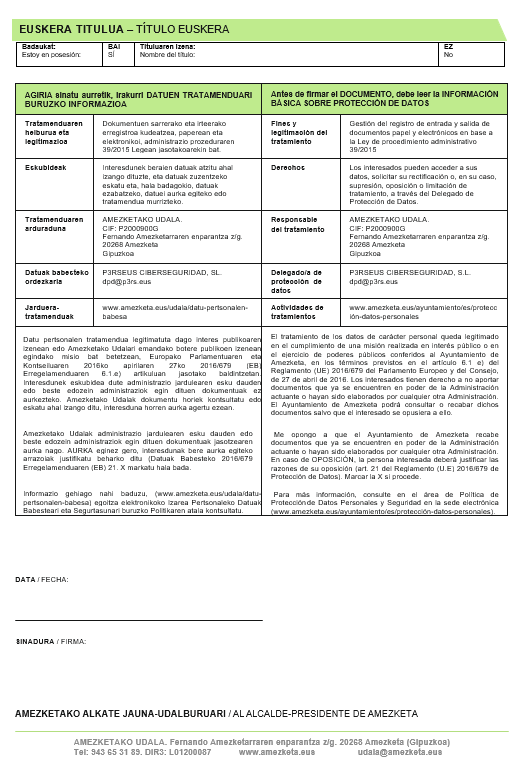 EUSKERA TITULUA – TÍTULO EUSKERA
Badaukat:
Estoy en posesión:
BAI
SÍ
Tituluaren izena:
Nombre del título:
EZ
No
AGIRIA sinatu aurretik, irakurri DATUEN TRATAMENDUARI
BURUZKO INFORMAZIOA
Antes de firmar el DOCUMENTO, debe leer la INFORMACIÓN
BÁSICA SOBRE PROTECCIÓN DE DATOS
Tratamenduaren
helburua eta
legitimazioa
Dokumentuen sarrerako eta irteerako
erregistroa kudeatzea, paperean eta
elektronikoi, administrazio prozeduraren
39/2015 Legean jasotakoarekin bat.
Fines y
legitimación del
tratamiento
Gestión del registro de entrada y salida de
documentos papel y electrónicos en base a
la Ley de procedimiento administrativo
39/2015
Eskubideak
Interesdunek beraien datuak atzitu ahal
izango dituzte, eta datuak zuzentzeko
eskatu eta, hala badagokio, datuak
ezabatzeko, datuei aurka egiteko edo
tratamendua murrizteko.
Derechos
Los interesados pueden acceder a sus
datos, solicitar su rectificación o, en su caso,
supresión, oposición o limitación de
tratamiento, a través del Delegado de
Protección de Datos.
Tratamenduaren
arduraduna
AMEZKETAKO UDALA.
CIF: P2000900G
Fernando Amezketarraren enparantza z/g.
20268 Amezketa
Gipuzkoa
Responsable
del tratamiento
AMEZKETAKO UDALA.
CIF: P2000900G
Fernando Amezketarraren enparantza z/g.
20268 Amezketa
Gipuzkoa
Datuak babesteko
ordezkaria
P3RSEUS CIBERSEGURIDAD, SL.
dpd@p3rs.eus
Delegado/a de
protección de
datos
P3RSEUS CIBERSEGURIDAD, S.L.
dpd@p3rs.eus
Jarduera-
tratamenduak
www.amezketa.eus/udala/datu-pertsonalen-
babesa
Actividades de
tratamientos
www.amezketa.eus/ayuntamiento/es/protecc
ión-datos-personales
Datu pertsonalen tratamendua legitimatuta dago interes publikoaren
izenean edo Amezketako Udalari emandako botere publikoen izenean
egindako misio bat betetzean, Europako Parlamentuaren eta
Kontseiluaren 2016ko apirilaren 27ko 2016/679 (EB)
Erregelamenduaren 6.1.e) artikuluan jasotako baldintzetan.
Interesdunek eskubidea dute administrazio jardulearen esku dauden
edo beste edozein administraziok egin dituen dokumentuak ez
aurkezteko. Amezketako Udalak dokumentu horiek kontsultatu edo
eskatu ahal izango ditu, interesduna horren aurka agertu ezean.
El tratamiento de los datos de carácter personal queda legitimado
en el cumplimiento de una misión realizada en interés público o en
el ejercicio de poderes públicos conferidos al Ayuntamiento de
Amezketa, en los términos previstos en el artículo 6.1 e) del
Reglamento (UE) 2016/679 del Parlamento Europeo y del Consejo,
de 27 de abril de 2016. Los interesados tienen derecho a no aportar
documentos que ya se encuentren en poder de la Administración
actuante o hayan sido elaborados por cualquier otra Administración.
El Ayuntamiento de Amezketa podrá consultar o recabar dichos
documentos salvo que el interesado se opusiera a ello.
Amezketako Udalak administrazio jardulearen esku dauden edo
beste edozein administraziok egin dituen dokumentuak jasotzearen
aurka nago. AURKA eginez gero, interesdunak bere aurka egiteko
arrazoiak justifikatu beharko ditu (Datuak Babesteko 2016/679
Erregelamenduaren (EB) 21. X markatu hala bada.
Me opongo a que el Ayuntamiento de Amezketa recabe
documentos que ya se encuentren en poder de la Administración
actuante o hayan sido elaborados por cualquier otra Administración.
En caso de OPOSICIÓN, la persona interesada deberá justificar las
razones de su oposición (art. 21 del Reglamento (U.E) 2016/679 de
Protección de Datos). Marcar la X si procede.
Informazio gehiago nahi baduzu, (www.amezketa.eus/udala/datu-
pertsonalen-babesa) egoitza elektronikoko Izarea Pertsonaleko Datuak
Babesteari eta Segurtasunari buruzko Politikaren atala kontsultatu.
Para más información, consulte en el área de Política de
Protecciónde Datos Personales y Seguridad en la sede electrónica
(www.amezketa.eus/ayuntamiento/es/protección-datos-personales).
DATA / FECHA:
SINADURA / FIRMA:
AMEZKETAKO ALKATE JAUNA-UDALBURUARI / AL ALCALDE-PRESIDENTE DE AMEZKETA
AMEZKETAKO UDALA. Fernando Amezketarraren enparantza z/g. 20268 Amezketa (Gipuzkoa)
Tel: 943 65 31 89. DIR3: L01200087 www.amezketa.eus udala@amezketa.eus